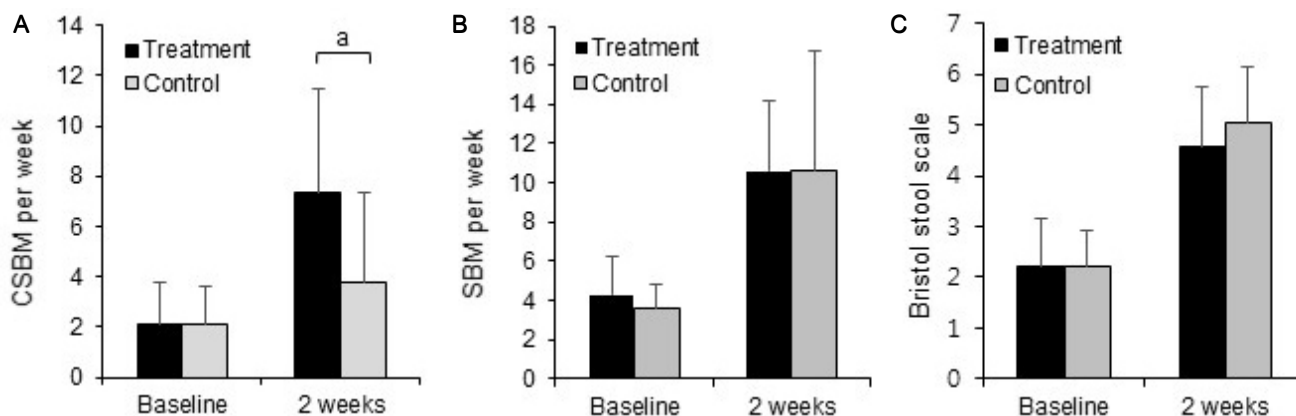 A
CSBM per week
14
12
10
8
6
4
2
0
Treatment
Control
a
Baseline
2 weeks
B
SBM per week
18
16
14
12
10
8
6
4
2
0
Treatment
Control
Baseline
2 weeks
C
Bristol stool scale
7
6
5
4
3
2
1
0
Treatment
Control
Baseline
2 weeks